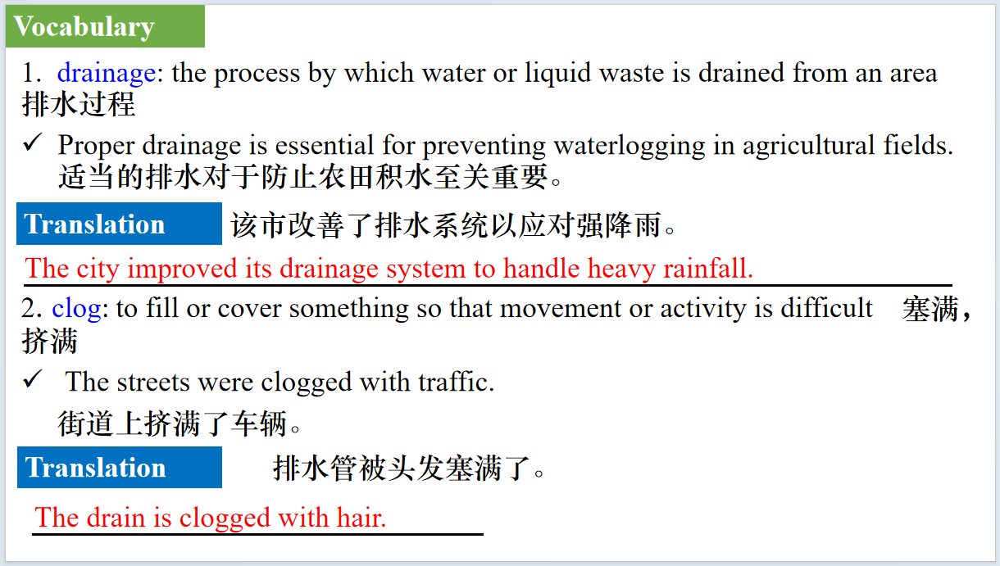 Vocabulary
1. drainage: the process by which water or liquid waste is drained from an area
排水过程
✓ Proper drainage is essential for preventing waterlogging in agricultural fields.
适当的排水对于防止农田积水至关重要。
Translation 该市改善了排水系统以应对强降雨。
The city improved its drainage system to handle heavy rainfall.
2. clog: to fill or cover something so that movement or activity is difficult 塞满，
挤满
✓ The streets were clogged with traffic.
街道上挤满了车辆。
Translation 排水管被头发塞满了。
The drain is clogged with hair.